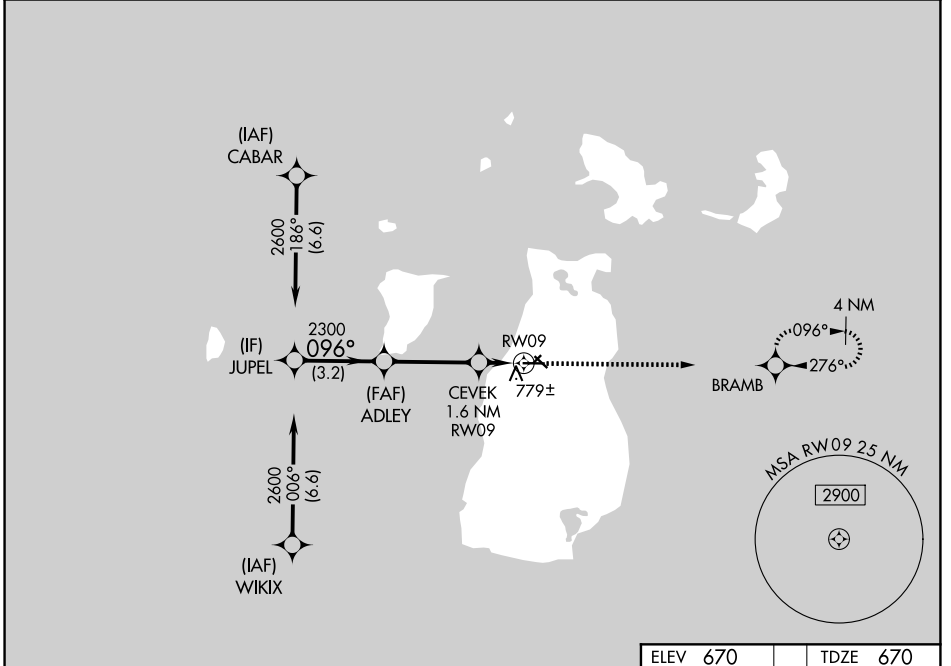 (IAF)
CABAR
2600
186°
(6.6)
(IF)
JUPEL
2300
096°
(3.2)
(FAF)
ADLEY
CEVEK
1.6 NM
RW09
RW09
779±
4 NM
096°
276°
BRAMB
2600
006°
(6.6)
(IAF)
WIKIX
MSA RW09 25 NM
2900
ELEV 670 TDZE 670